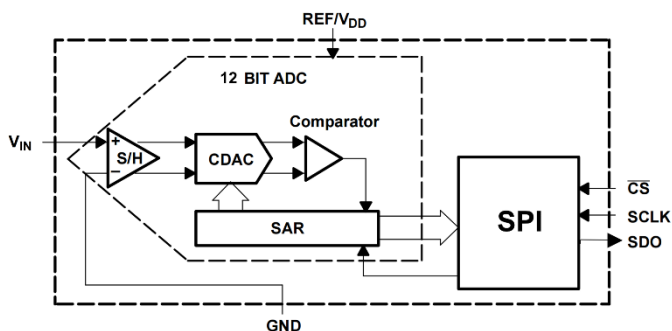 REF/VDD
12 BIT ADC
Comparator
VIN
+
S/H
−
CDAC
SAR
SPI
CS
SCLK
SDO
GND